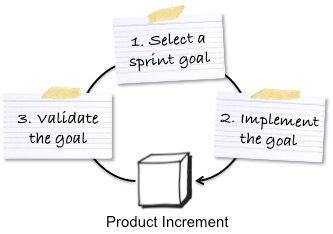 1. Select a
sprint goal
2. Implement
the goal
3. Validate
the goal
Product Increment